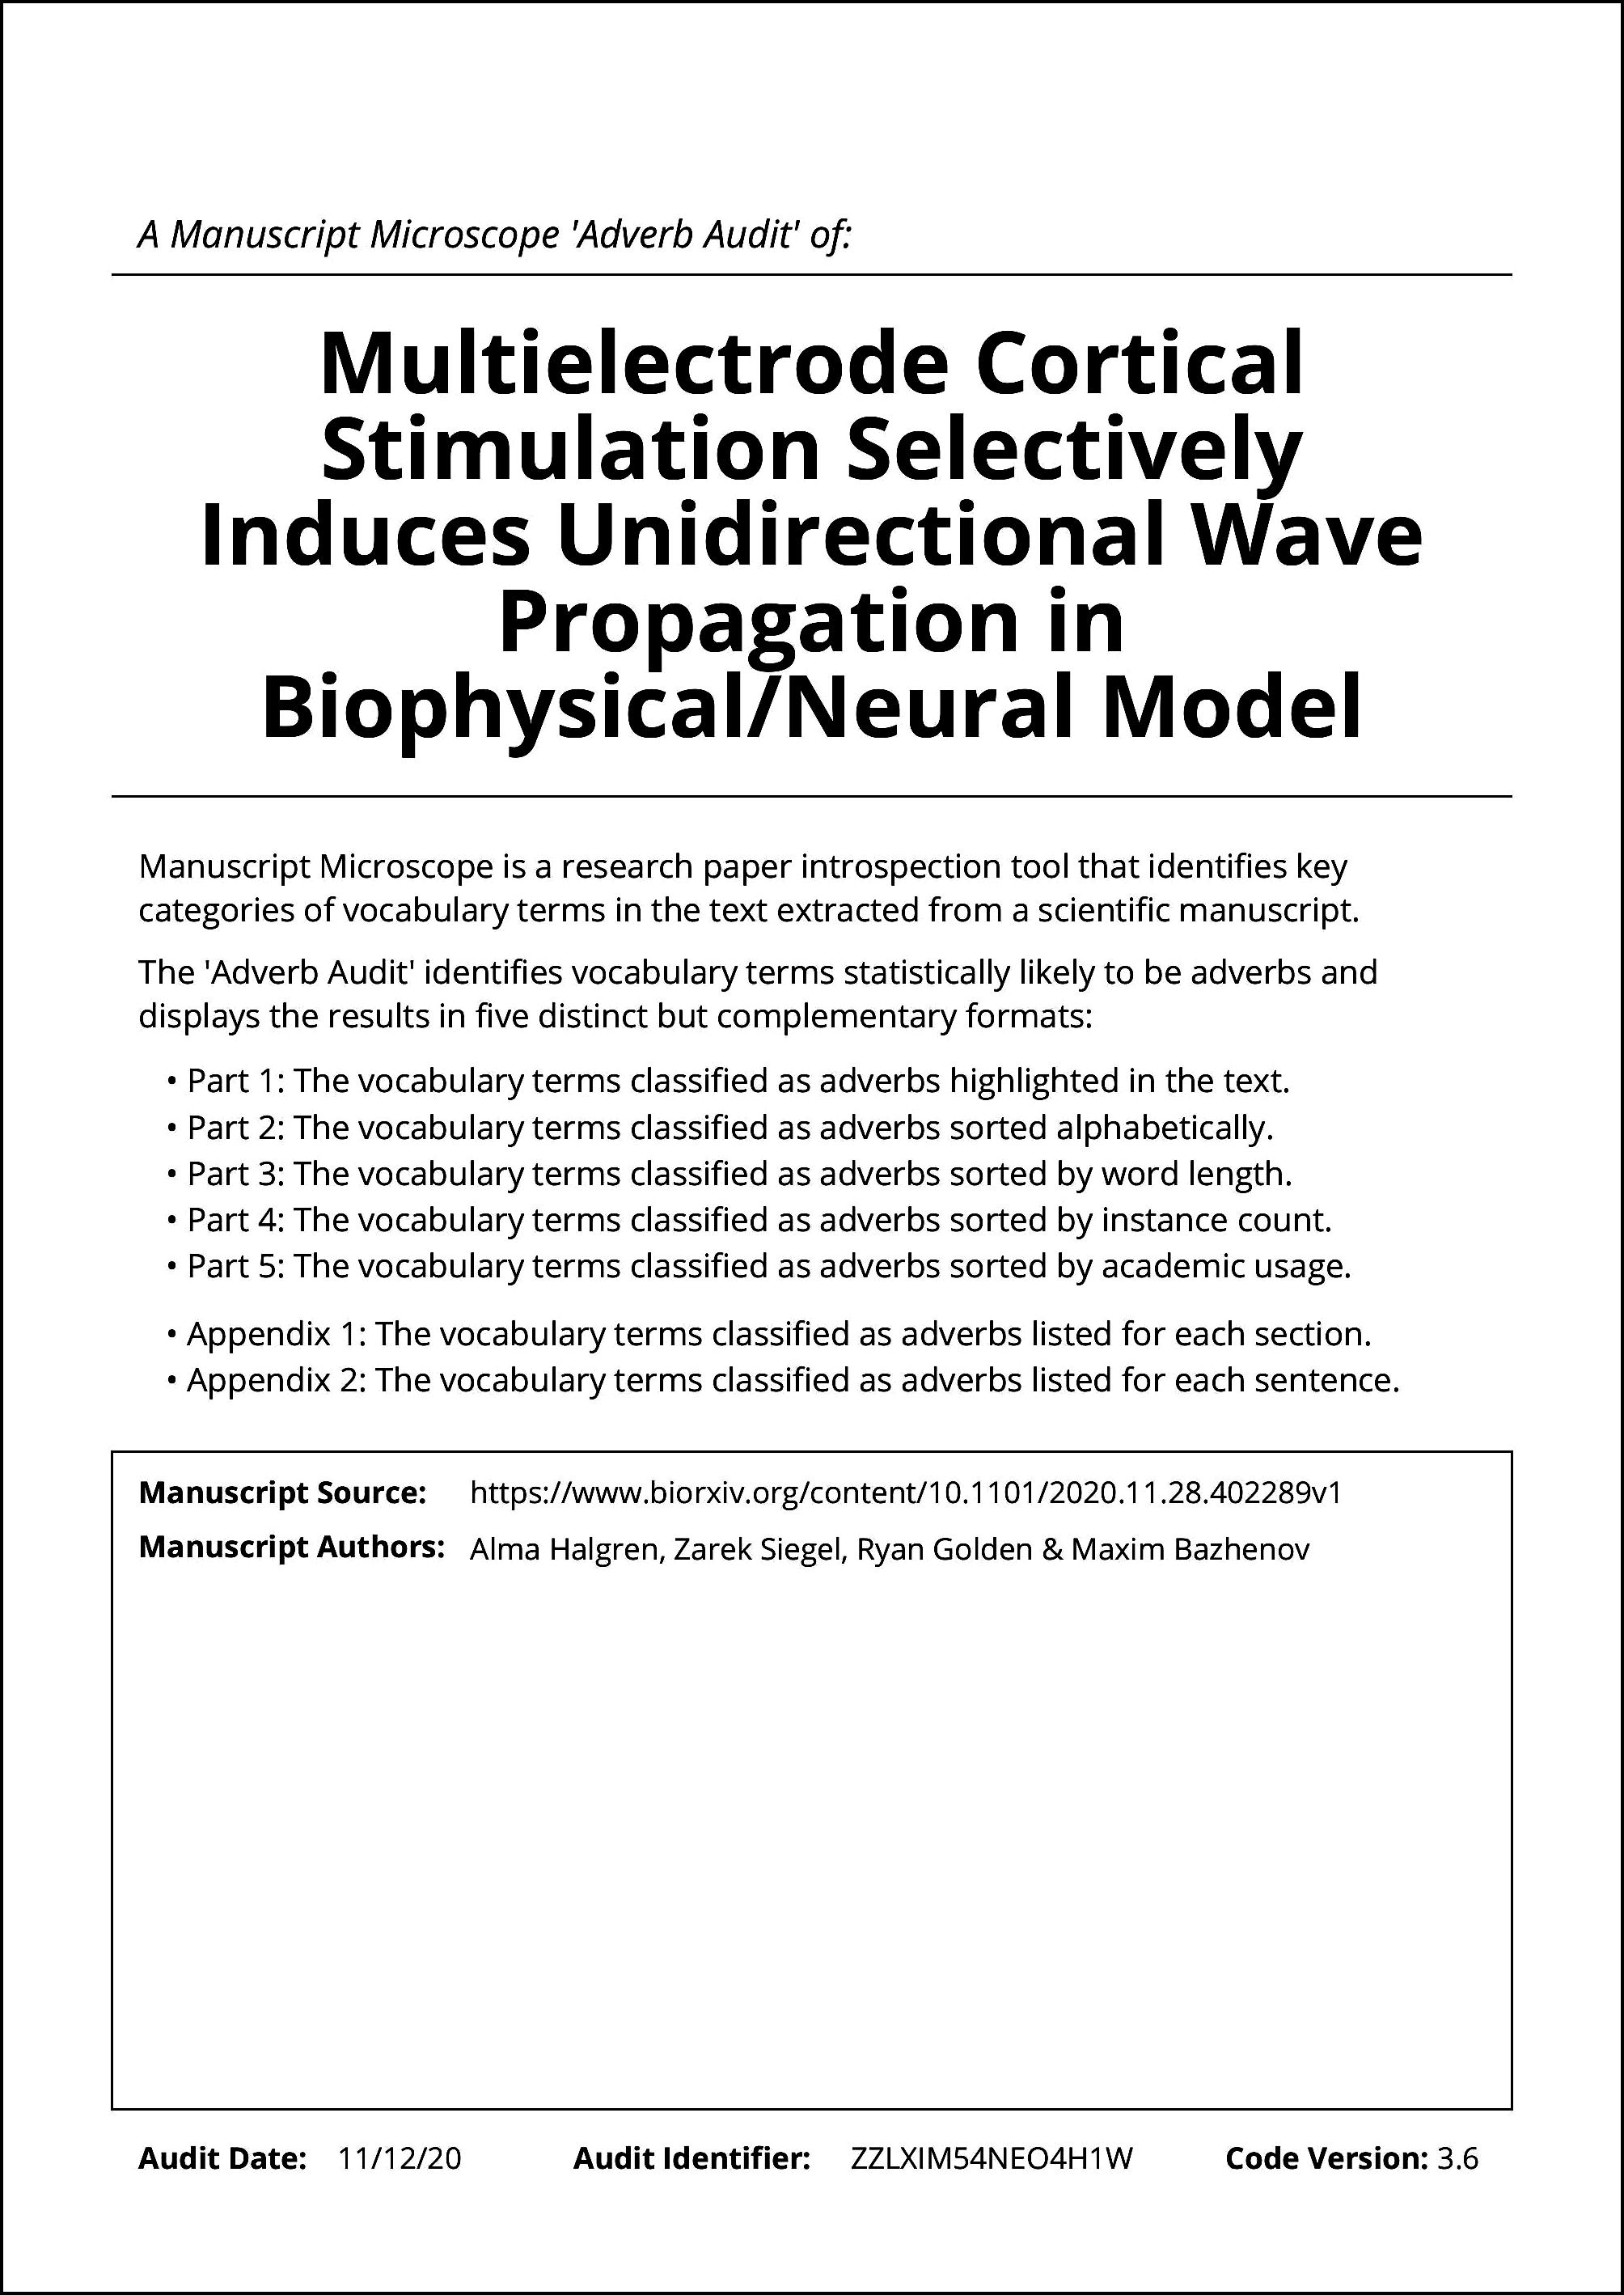 A Manuscript Microscope 'Adverb Audit' of:
Multielectrode Cortical
Stimulation Selectively
Induces Unidirectional Wave
Propagation in
Biophysical/Neural Model
Manuscript Microscope is a research paper introspection tool that identifies key
categories of vocabulary terms in the text extracted from a scientific manuscript.
The 'Adverb Audit' identifies vocabulary terms statistically likely to be adverbs and
displays the results in five distinct but complementary formats:
• Part 1: The vocabulary terms classified as adverbs highlighted in the text.
• Part 2: The vocabulary terms classified as adverbs sorted alphabetically.
• Part 3: The vocabulary terms classified as adverbs sorted by word length.
• Part 4: The vocabulary terms classified as adverbs sorted by instance count.
• Part 5: The vocabulary terms classified as adverbs sorted by academic usage.
• Appendix 1: The vocabulary terms classified as adverbs listed for each section.
• Appendix 2: The vocabulary terms classified as adverbs listed for each sentence.
Manuscript Source: https://www.biorxiv.org/content/10.1101/2020.11.28.402289v1
Manuscript Authors: Alma Halgren, Zarek Siegel, Ryan Golden & Maxim Bazhenov
Audit Date: 11/12/20 Audit Identifier: ZZLXIM54NEO4H1W Code Version: 3.6